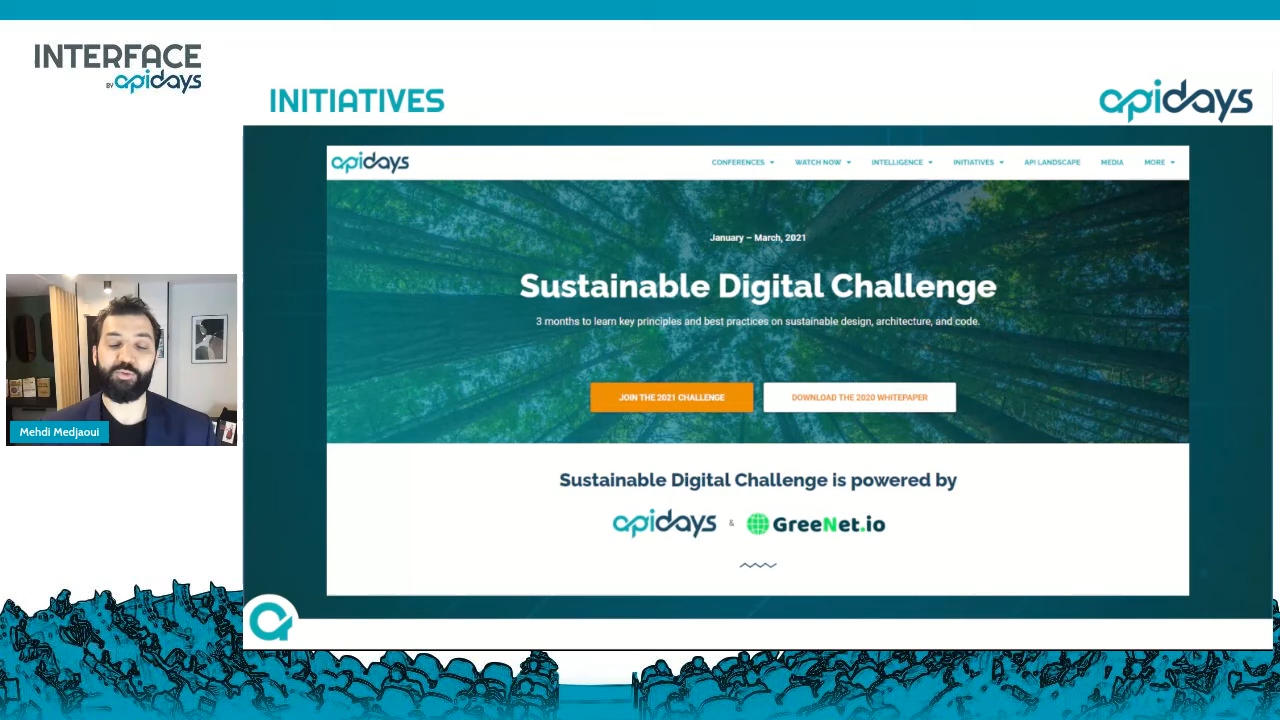 INTERFACE
BY apidays
INITIATIVES
apidays
apidays
CONFERENCES
WATCH NOW
INTELLIGENCE
INITIATIVES
API LANDSCAPE
MEDIA
MORE
January – March, 2021
Sustainable Digital Challenge
3 months to learn key principles and best practices on sustainable design, architecture, and code.
JOIN THE 2021 CHALLENGE
DOWNLOAD THE 2020 WHITEPAPER
Mehdi Medjaoui
Sustainable Digital Challenge is powered by
apidays & GreeNet.io